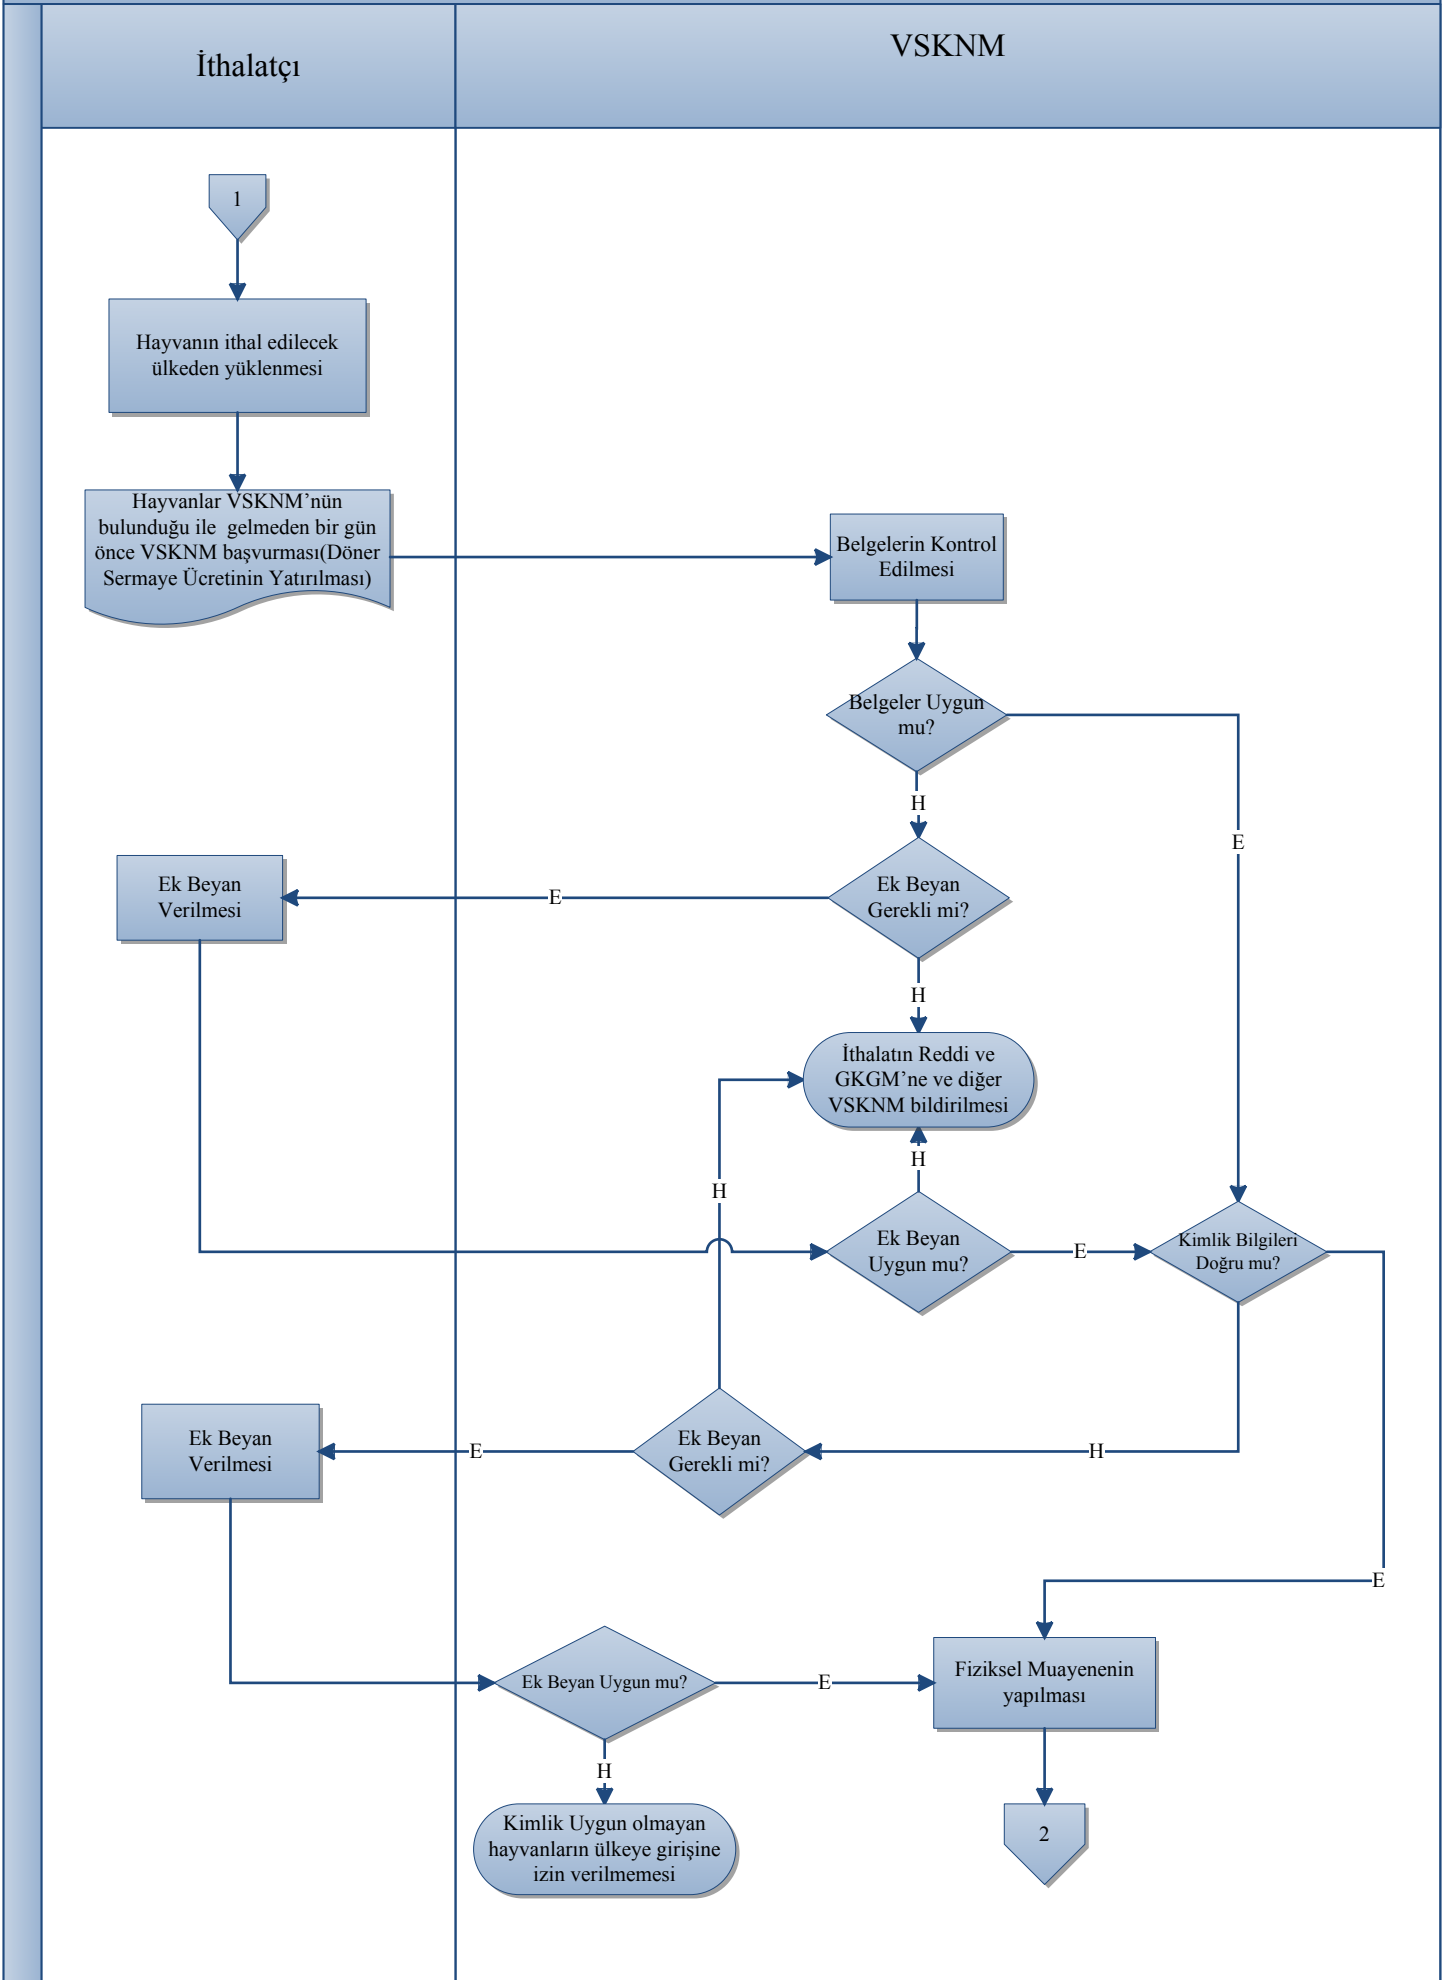 İthalatçı
VSKNM
1
Hayvanın ithal edilecek
ülkeden yüklenmesi
Hayvanlar VSKNM’nün
bulunduğu ile  gelmeden bir gün
önce VSKNM başvurması(Döner
Sermaye Ücretinin Yatırılması)
Belgelerin Kontrol
Edilmesi
Belgeler Uygun
mu?
H
E
Ek Beyan
Verilmesi
E
Ek Beyan
Gerekli mi?
H
İthalatın Reddi ve
GKGM’ne ve diğer
VSKNM bildirilmesi
H
H
Ek Beyan
Uygun mu?
E
Kimlik Bilgileri
Doğru mu?
Ek Beyan
Verilmesi
E
Ek Beyan
Gerekli mi?
H
E
Ek Beyan Uygun mu?
E
Fiziksel Muayenenin
yapılması
H
Kimlik Uygun olmayan
hayvanların ülkeye girişine
izin verilmemesi
2